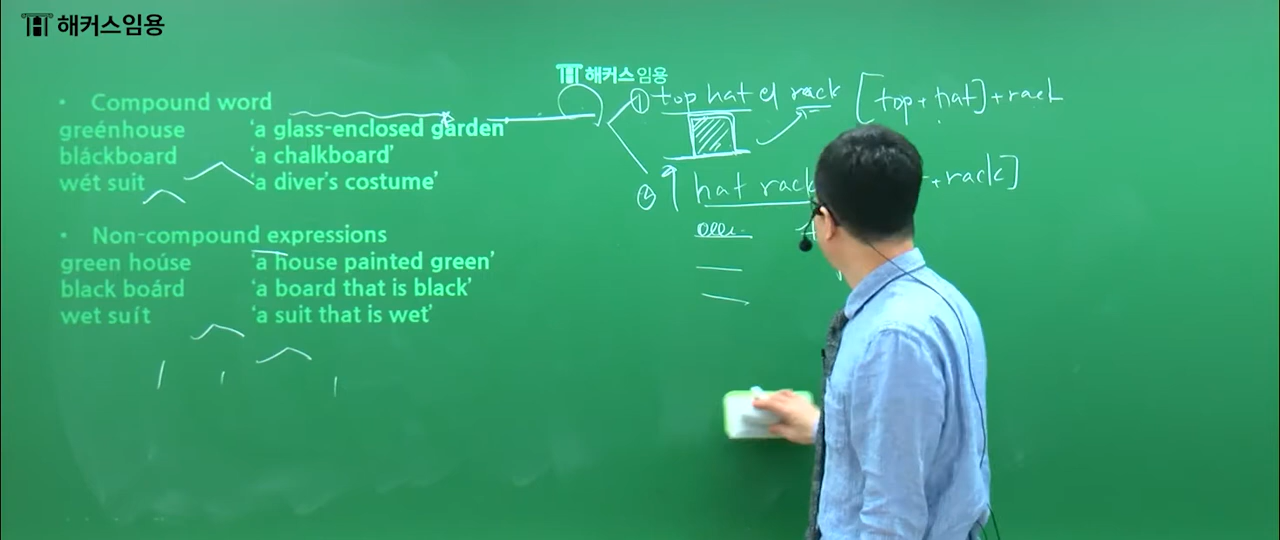 해커스임용
• Compound word
greénhouse 'a glass-enclosed garden'
bláckboard 'a chalkboard'
wét suit 'a diver's costume'
• Non-compound expressions
green hoúse 'a house painted green'
black boárd 'a board that is black'
wet suít 'a suit that is wet'
해커스임용
① top hat 의 rack [top + hat] + rack
② hat rack + rack]